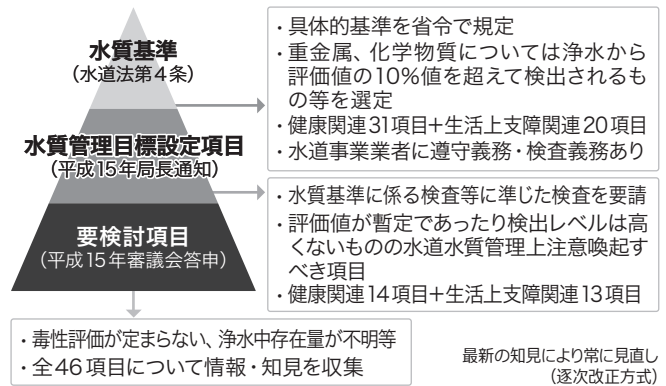 水質基準
（水道法第4条）
・具体的基準を省令で規定
・重金属、化学物質については浄水から
評価値の10％値を超えて検出されるも
の等を選定
・健康関連31項目＋生活上支障関連20項目
・水道事業業者に遵守義務・検査義務あり
水質管理目標設定項目
（平成15年局長通知）
・水質基準に係る検査等に準じた検査を要請
・評価値が暫定であったり検出レベルは高
くないものの水道水質管理上注意喚起す
べき項目
・健康関連14項目＋生活上支障関連13項目
要検討項目
（平成15年審議会答申）
・毒性評価が定まらない、浄水中存在量が不明等
・全46項目について情報・知見を収集
最新の知見により常に見直し
（逐次改正方式）